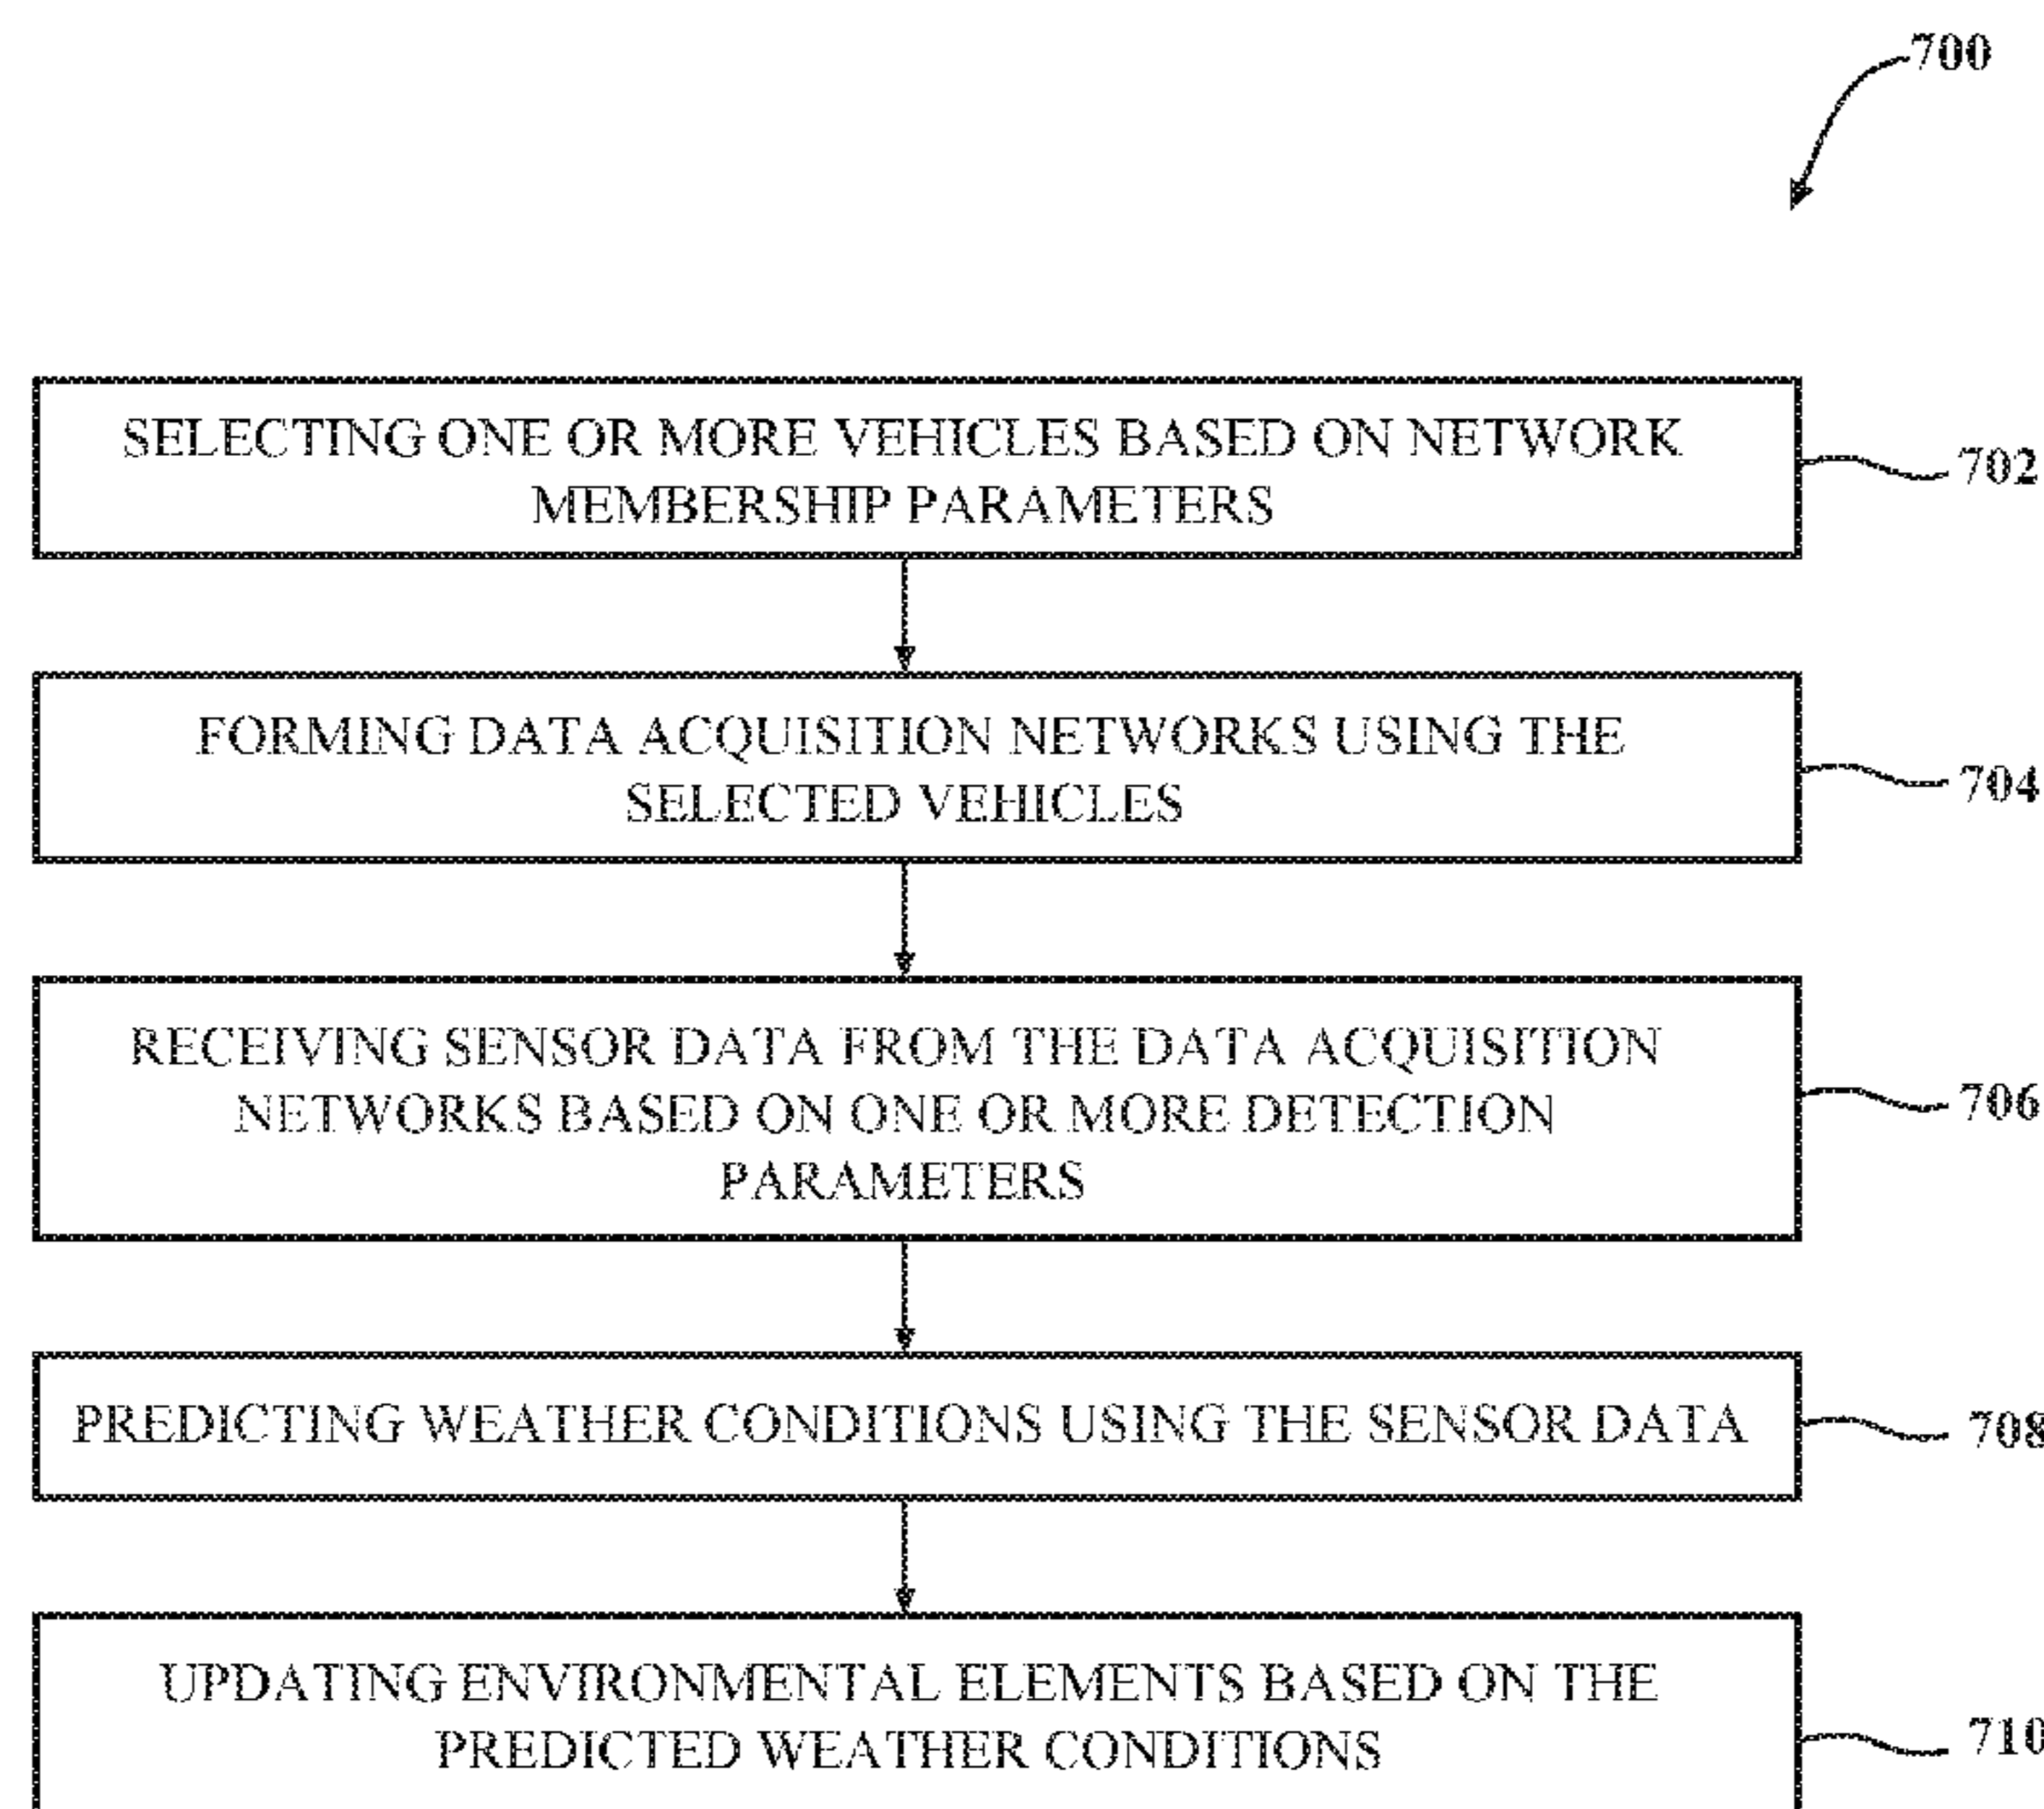 700
SELECTING ONE OR MORE VEHICLES BASED ON NETWORK
MEMBERSHIP PARAMETERS
702
FORMING DATA ACQUISITION NETWORKS USING THE
SELECTED VEHICLES
704
RECEIVING SENSOR DATA FROM THE DATA ACQUISITION
NETWORKS BASED ON ONE OR MORE DETECTION
PARAMETERS
706
PREDICTING WEATHER CONDITIONS USING THE SENSOR DATA
708
UPDATING ENVIRONMENTAL ELEMENTS BASED ON THE
PREDICTED WEATHER CONDITIONS
710